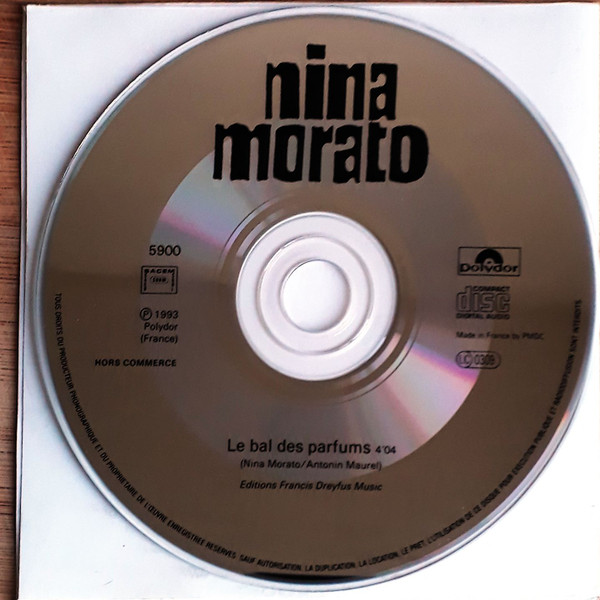 nina
morato
5900
SACEM
Polydor
COMPACT
disc
DIGITAL AUDIO
℗ 1993
Polydor
(France)
Made in France by PMDC
HORS COMMERCE
LC 0309
Le bal des parfums 4'04
(Nina Morato/Antonin Maurel)
Editions Francis Dreyfus Music
TOUS DROITS DU PRODUCTEUR PHONOGRAPHIQUE ET DU PROPRIETAIRE DE L'ŒUVRE ENREGISTREE RESERVES. SAUF AUTORISATION, LA DUPLICATION, LA LOCATION, LE PRET, L'UTILISATION DE CE DISQUE POUR EXECUTION PUBLIQUE ET RADIODIFFUSION SONT INTERDITS